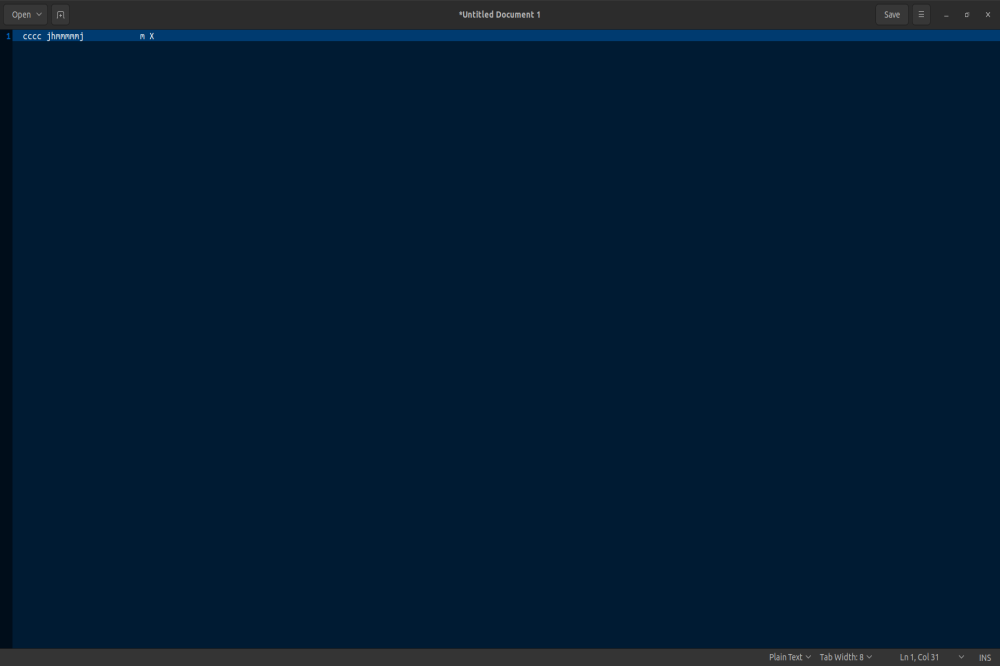 Open
*Untitled Document 1
Save
1 cccc jhmmmmmj            m X
Plain Text Tab Width: 8 Ln 1, Col 31 INS